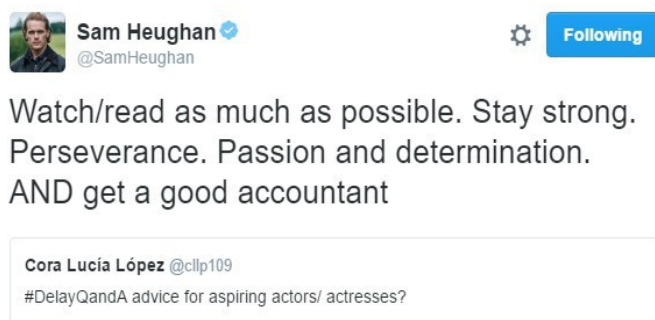 Sam Heughan
@SamHeughan
Following
Watch/read as much as possible. Stay strong.
Perseverance. Passion and determination.
AND get a good accountant
Cora Lucía López @cllp109
#DelayQandA advice for aspiring actors/ actresses?